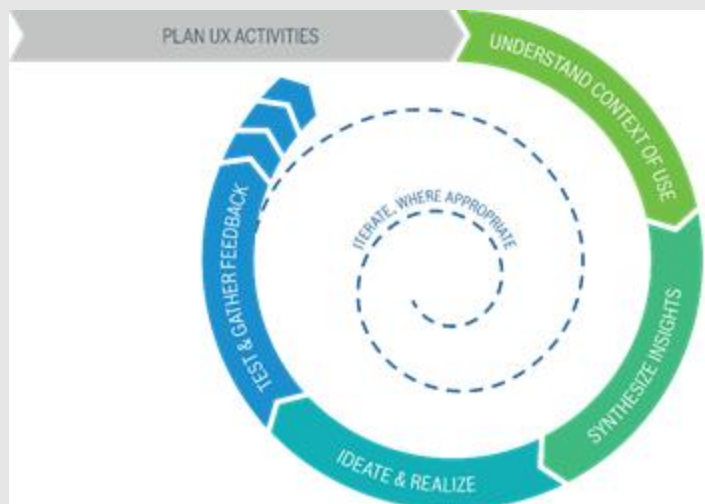 PLAN UX ACTIVITIES
UNDERSTAND CONTEXT OF USE
SYNTHESIZE INSIGHTS
IDEATE & REALIZE
TEST & GATHER FEEDBACK
ITERATE, WHERE APPROPRIATE